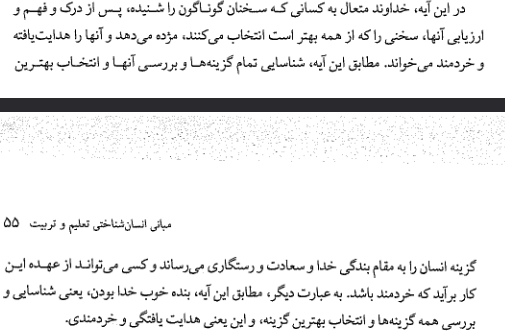 در این آیه، خداوند متعال به کسانی که سخنان گوناگون را شنیده، پس از درک و فهم و
ارزیابی آنها، سخنی را که از همه بهتر است انتخاب می‌کنند، مژده می‌دهد و آنها را هدایت‌یافته
و خردمند می‌خواند. مطابق این آیه، شناسایی تمام گزینه‌ها و بررسی آنها و انتخاب بهترین
مبانی انسان‌شناختی تعلیم و تربیت ۵۵
گزینه انسان را به مقام بندگی خدا و سعادت و رستگاری می‌رساند و کسی می‌تواند از عهده این
کار برآید که خردمند باشد. به عبارت دیگر، مطابق این آیه، بنده خوب خدا بودن، یعنی شناسایی و
بررسی همه گزینه‌ها و انتخاب بهترین گزینه، و این یعنی هدایت یافتگی و خردمندی.